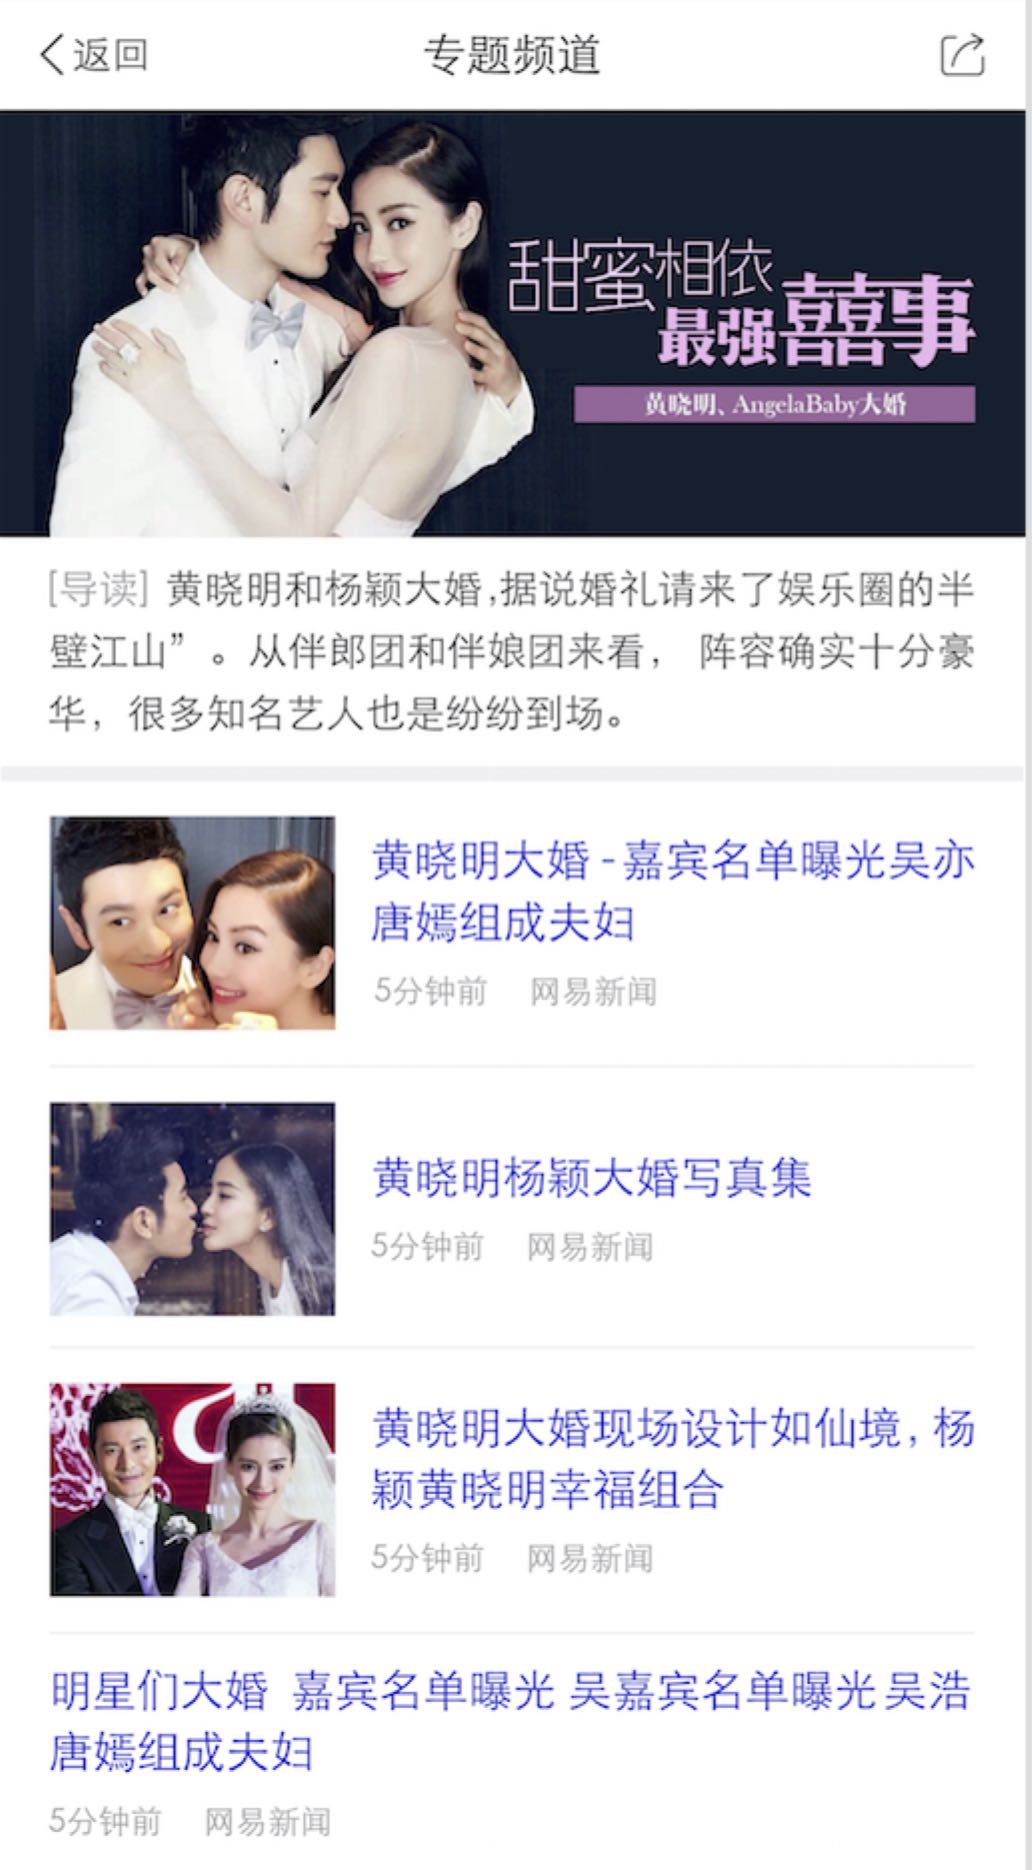 返回
专题频道
甜蜜相依
最强囍事
黄晓明、AngelaBaby大婚
[导读] 黄晓明和杨颖大婚,据说婚礼请来了娱乐圈的半
壁江山”。从伴郎团和伴娘团来看， 阵容确实十分豪
华，很多知名艺人也是纷纷到场。
黄晓明大婚-嘉宾名单曝光吴亦
唐嫣组成夫妇
5分钟前 网易新闻
黄晓明杨颖大婚写真集
5分钟前 网易新闻
黄晓明大婚现场设计如仙境，杨
颖黄晓明幸福组合
5分钟前 网易新闻
明星们大婚 嘉宾名单曝光 吴嘉宾名单曝光吴浩
唐嫣组成夫妇
5分钟前 网易新闻